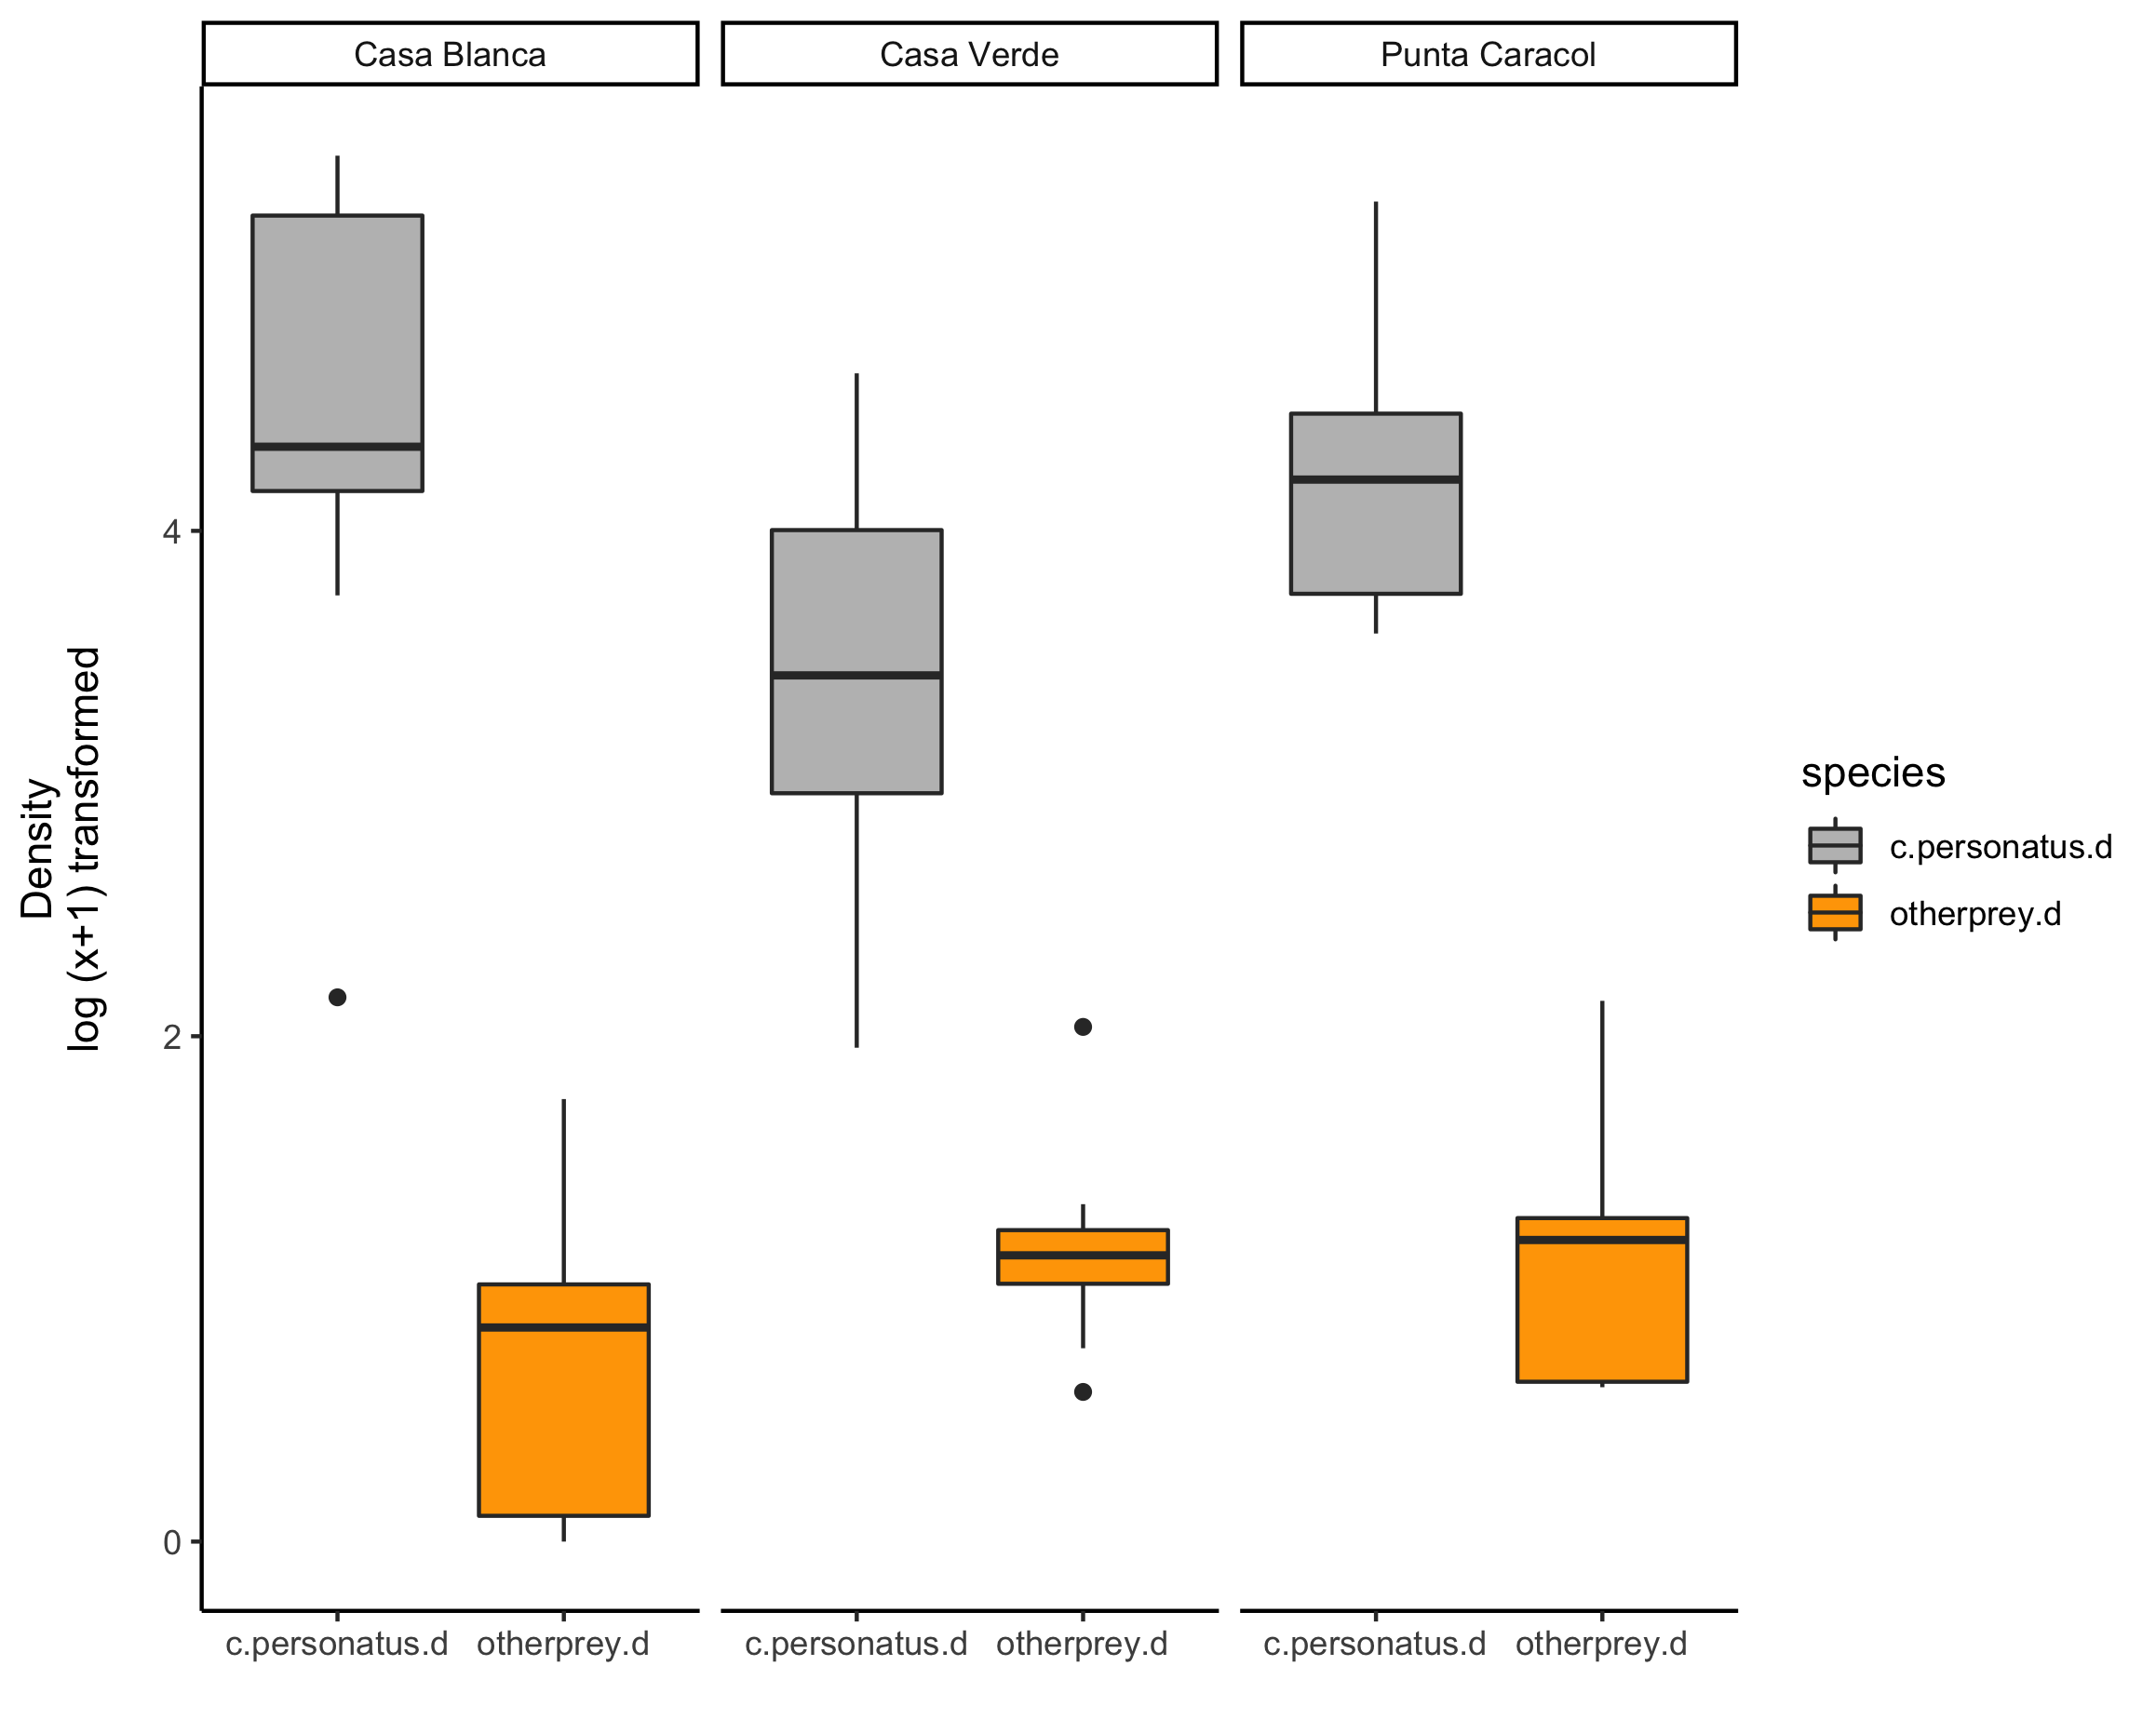 Casa Blanca
Casa Verde
Punta Caracol
Density
log (x+1) transformed
4
2
0
c.personatus.d
otherprey.d
c.personatus.d
otherprey.d
c.personatus.d
otherprey.d
species
c.personatus.d
otherprey.d